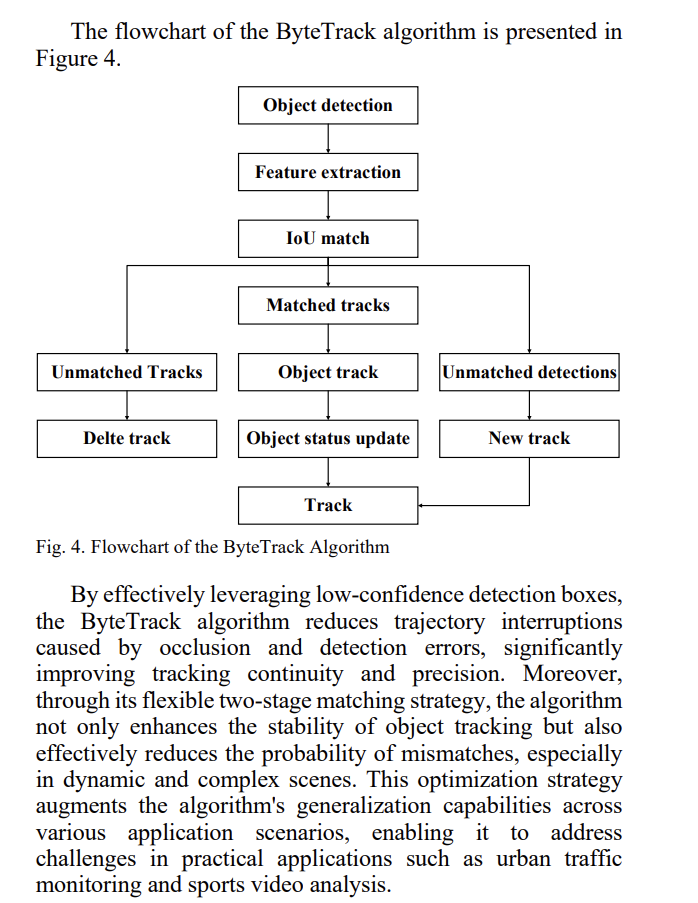 The flowchart of the ByteTrack algorithm is presented in
Figure 4.
Object detection
Feature extraction
IoU match
Matched tracks
Unmatched Tracks
Object track
Unmatched detections
Delte track
Object status update
New track
Track
Fig. 4. Flowchart of the ByteTrack Algorithm
By effectively leveraging low-confidence detection boxes,
the ByteTrack algorithm reduces trajectory interruptions
caused by occlusion and detection errors, significantly
improving tracking continuity and precision. Moreover,
through its flexible two-stage matching strategy, the algorithm
not only enhances the stability of object tracking but also
effectively reduces the probability of mismatches, especially
in dynamic and complex scenes. This optimization strategy
augments the algorithm's generalization capabilities across
various application scenarios, enabling it to address
challenges in practical applications such as urban traffic
monitoring and sports video analysis.